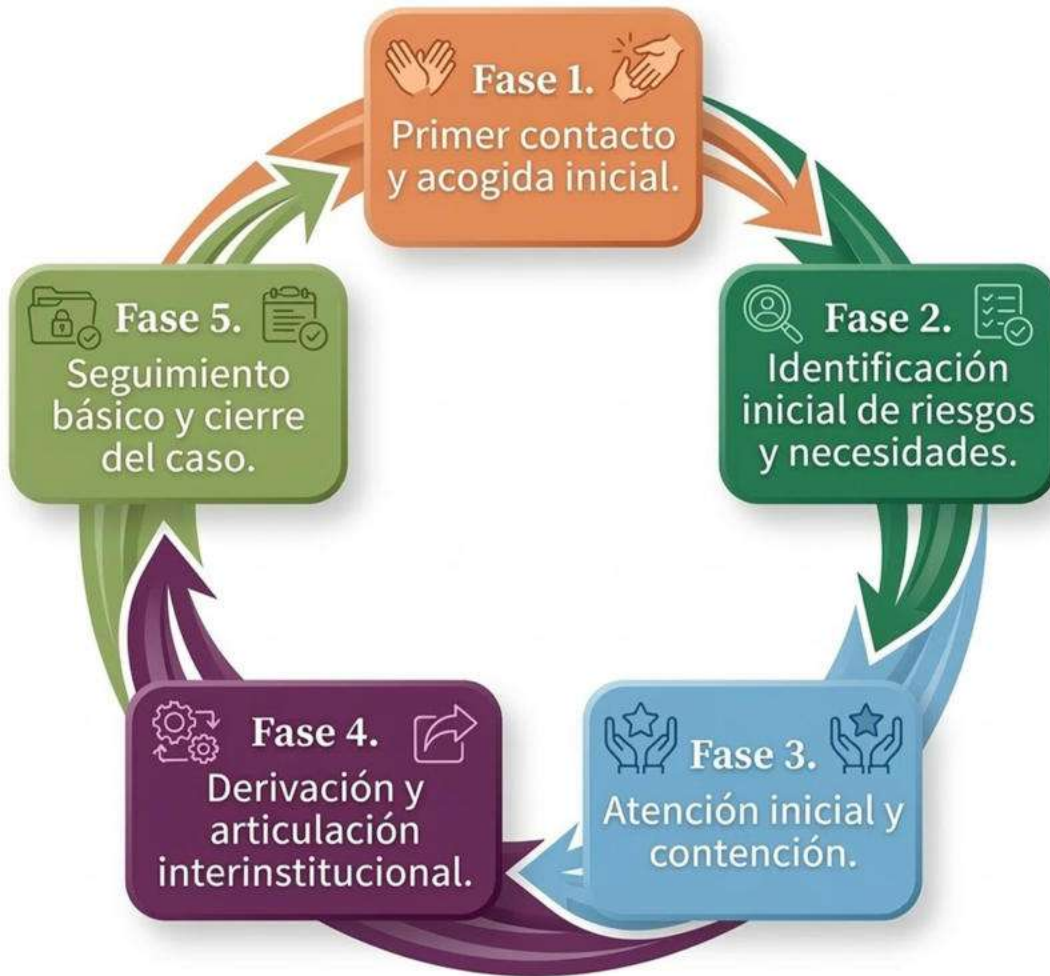 Fase 1.
Primer contacto
y acogida inicial.
Fase 2.
Identificación
inicial de riesgos
y necesidades.
Fase 3.
Atención inicial y
contención.
Fase 4.
Derivación y
articulación
interinstitucional.
Fase 5.
Seguimiento
básico y cierre
del caso.